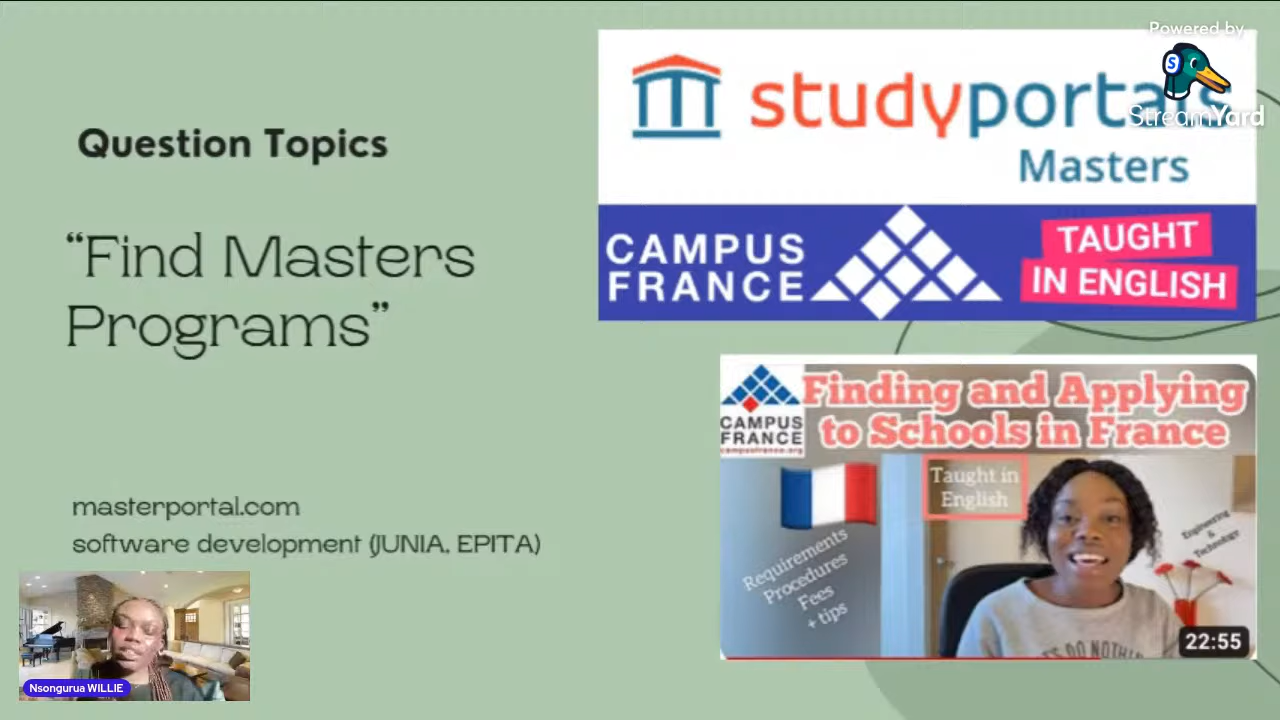 Question Topics
“Find Masters
Programs”
masterportal.com
software development (JUNIA, EPITA)
Nsongurua WILLIE
Powered by
S
StreamYard
studyportals
Masters
CAMPUS
FRANCE
TAUGHT
IN ENGLISH
CAMPUS
FRANCE
campusfrance.org
Finding and Applying
to Schools in France
Taught in
English
Requirements
Procedures
Fees
+ tips
Engineering
&
Technology
22:55